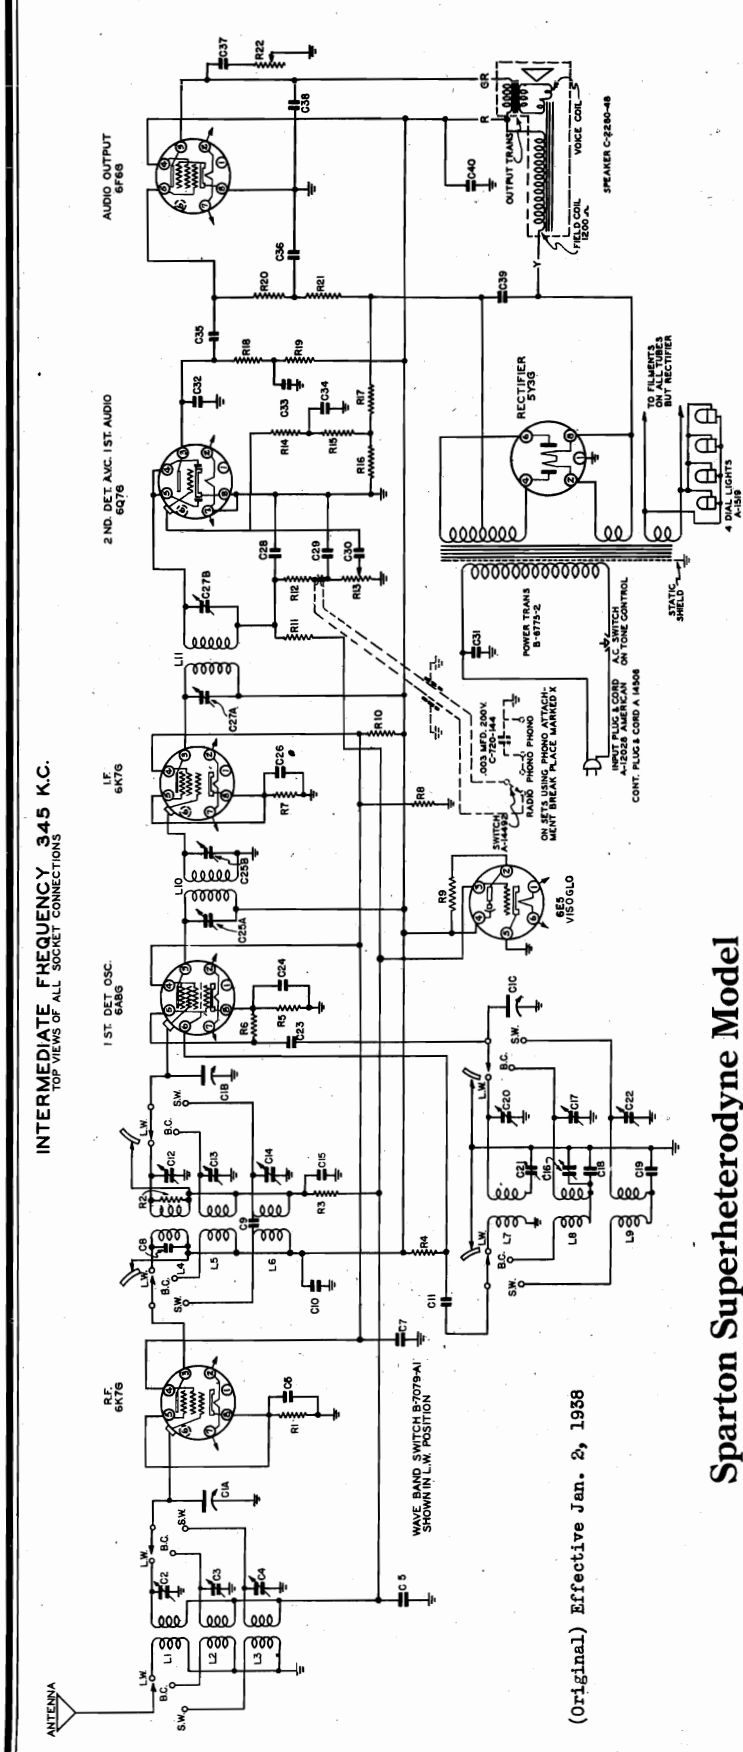 INTERMEDIATE FREQUENCY 345 K.C.
TOP VIEWS OF ALL SOCKET CONNECTIONS
ANTENNA
R.F.
6K7G
1 ST. DET OSC.
6A8G
I.F.
6K7G
2 ND. DET. A.V.C. 1 ST. AUDIO
6Q7G
AUDIO OUTPUT
6F6G
L.W.
B.C.
S.W.
L1
L2
L3
C2
C3
C4
L.W.
B.C.
S.W.
C1A
C5
R1
C6
C7
WAVE BAND SWITCH B-7079-A1
SHOWN IN L.W. POSITION
L.W.
B.C.
S.W.
C8
L4
L5
L6
C9
C10
C11
R2
C12
C13
C14
C15
R3
R4
L.W.
B.C.
S.W.
C1B
R6
R5
C23
C24
L.W.
B.C.
S.W.
L7
L8
L9
C21
C16
C18
C19
C20
C17
C22
L.W.
B.C.
S.W.
C1C
L10
C25A
C25B
R7
C26
R8
R9
R10
6E5
VISOGLO
L11
C27A
C27B
R11
R12
R13
C28
C29
C30
R14
R15
R16
R17
C32
C33
C34
C35
R18
R19
R20
R21
C36
C37
R22
C38
C39
C40
GR
R
Y
OUTPUT TRANS
FIELD COIL
1200 Ω
VOICE COIL
SPEAKER C-2280-48
RECTIFIER
5Y3G
TO FILMENTS
ON ALL TUBES
BUT RECTIFIER
4 DIAL LIGHTS
A-1519
STATIC
SHIELD
POWER TRANS
B-6775-2
C31
A.C. SWITCH
ON TONE CONTROL
INPUT PLUG & CORD
A-12028 AMERICAN
CONT. PLUG & CORD A 14506
.003 MFD. 200V.
C-720-144
SWITCH
RADIO PHONO PHONO
ON SETS USING PHONO ATTACH-
MENT BREAK PLACE MARKED X
(Original) Effective Jan. 2, 1938
Sparton Superheterodyne Model